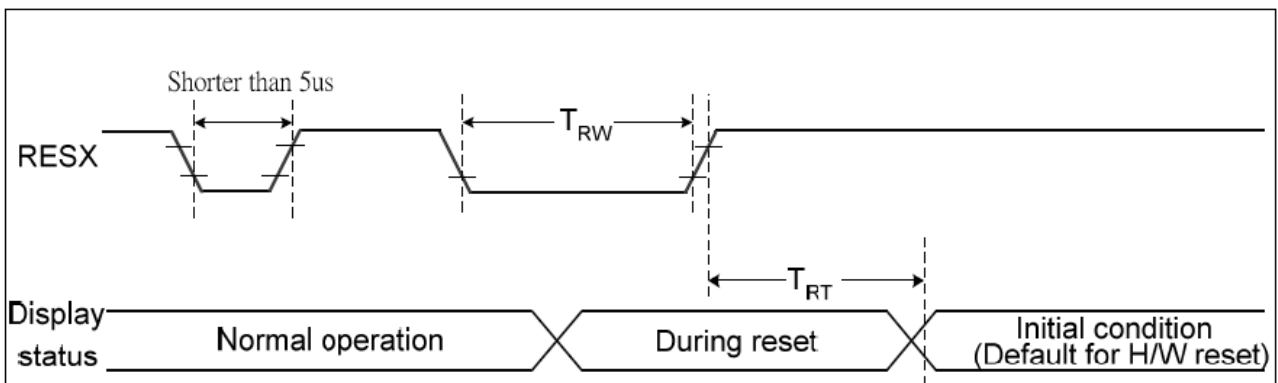 Shorter than 5us
RESX
TRW
TRT
Display
status
Normal operation
During reset
Initial condition
(Default for H/W reset)